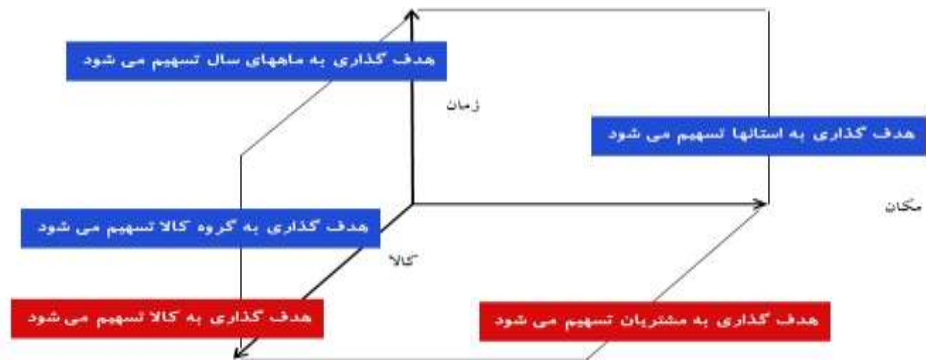 هدف گذاری به ماههای سال تسهیم می شود
زمان
هدف گذاری به استانها تسهیم می شود
مکان
هدف گذاری به گروه کالا تسهیم می شود
کالا
هدف گذاری به مشتریان تسهیم می شود
هدف گذاری به کالا تسهیم می شود